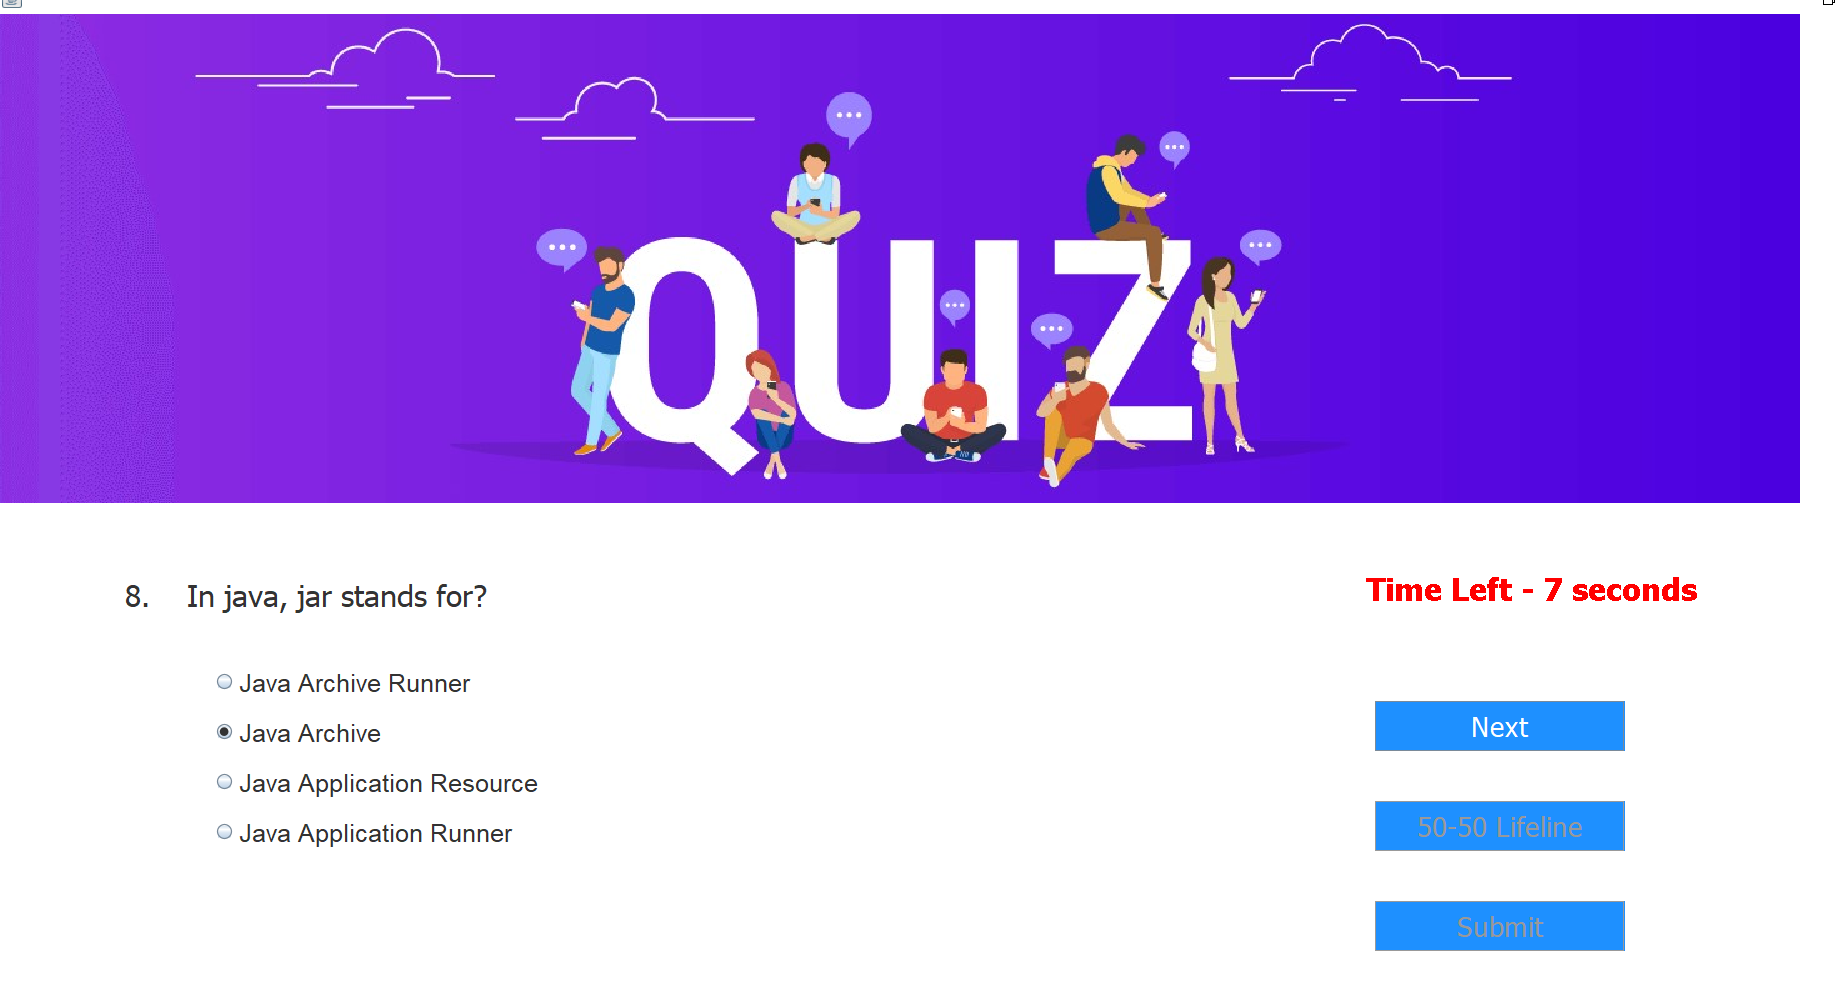 QUIZ
8. In java, jar stands for?
Time Left - 7 seconds
Java Archive Runner
Java Archive
Java Application Resource
Java Application Runner
Next
50-50 Lifeline
Submit